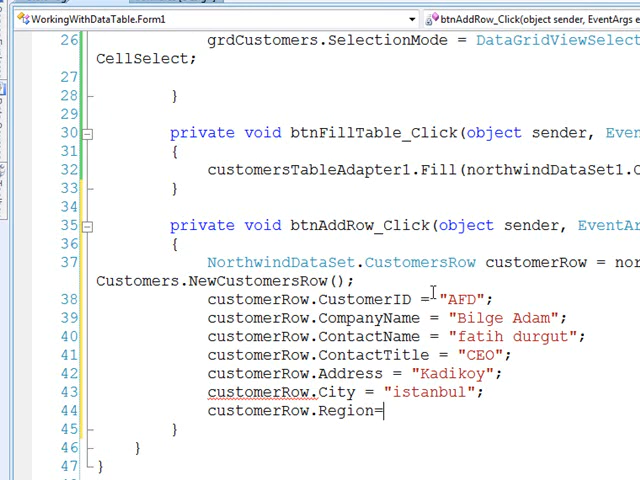 WorkingWithDataTable.Form1
btnAddRow_Click(object sender, EventArgs e
26 grdCustomers.SelectionMode = DataGridViewSelect
CellSelect;
27
28 }
29
30 private void btnFillTable_Click(object sender, Eve
31 {
32 customersTableAdapter1.Fill(northwindDataSet1.C
33 }
34
35 private void btnAddRow_Click(object sender, EventAr
36 {
37 NorthwindDataSet.CustomersRow customerRow = nor
Customers.NewCustomersRow();
38 customerRow.CustomerID = "AFD";
39 customerRow.CompanyName = "Bilge Adam";
40 customerRow.ContactName = "fatih durgut";
41 customerRow.ContactTitle = "CEO";
42 customerRow.Address = "Kadikoy";
43 customerRow.City = "istanbul";
44 customerRow.Region=
45 }
46 }
47 }